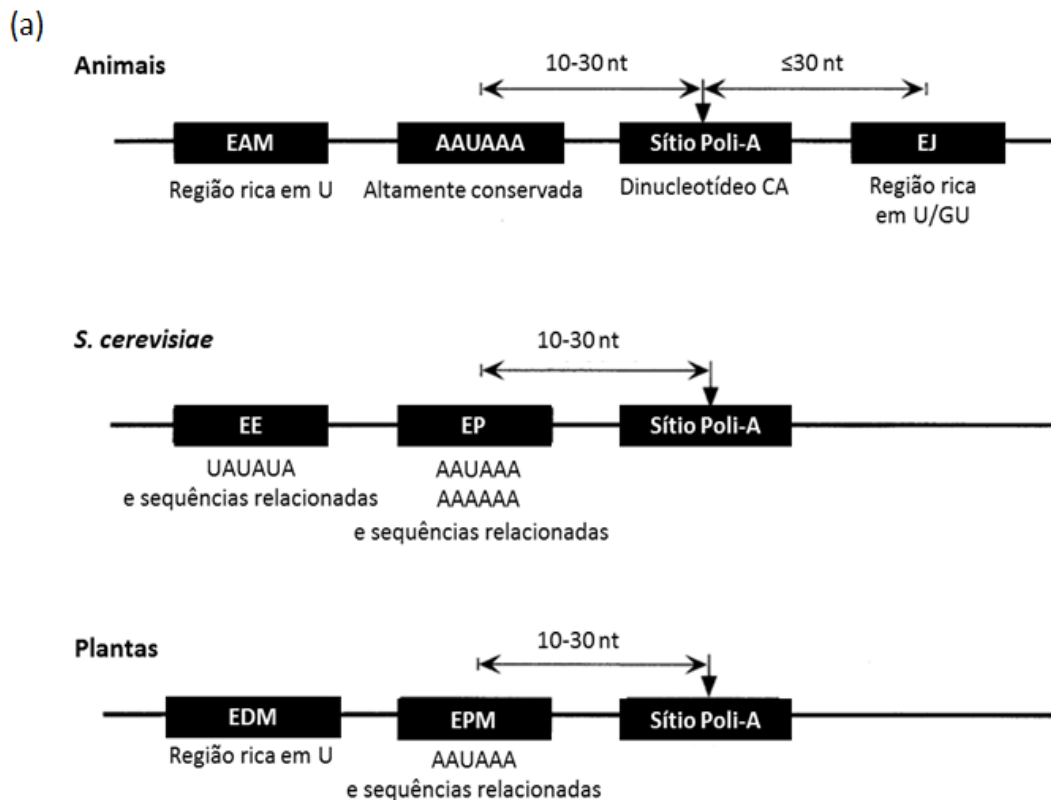 (a)
Animais
10-30 nt
≤30 nt
EAM
AAUAAA
Sítio Poli-A
EJ
Região rica em U
Altamente conservada
Dinucleotídeo CA
Região rica
em U/GU
S. cerevisiae
10-30 nt
EE
EP
Sítio Poli-A
UAUAUA
e sequências relacionadas
AAUAAA
AAAAAA
e sequências relacionadas
Plantas
10-30 nt
EDM
EPM
Sítio Poli-A
Região rica em U
AAUAAA
e sequências relacionadas